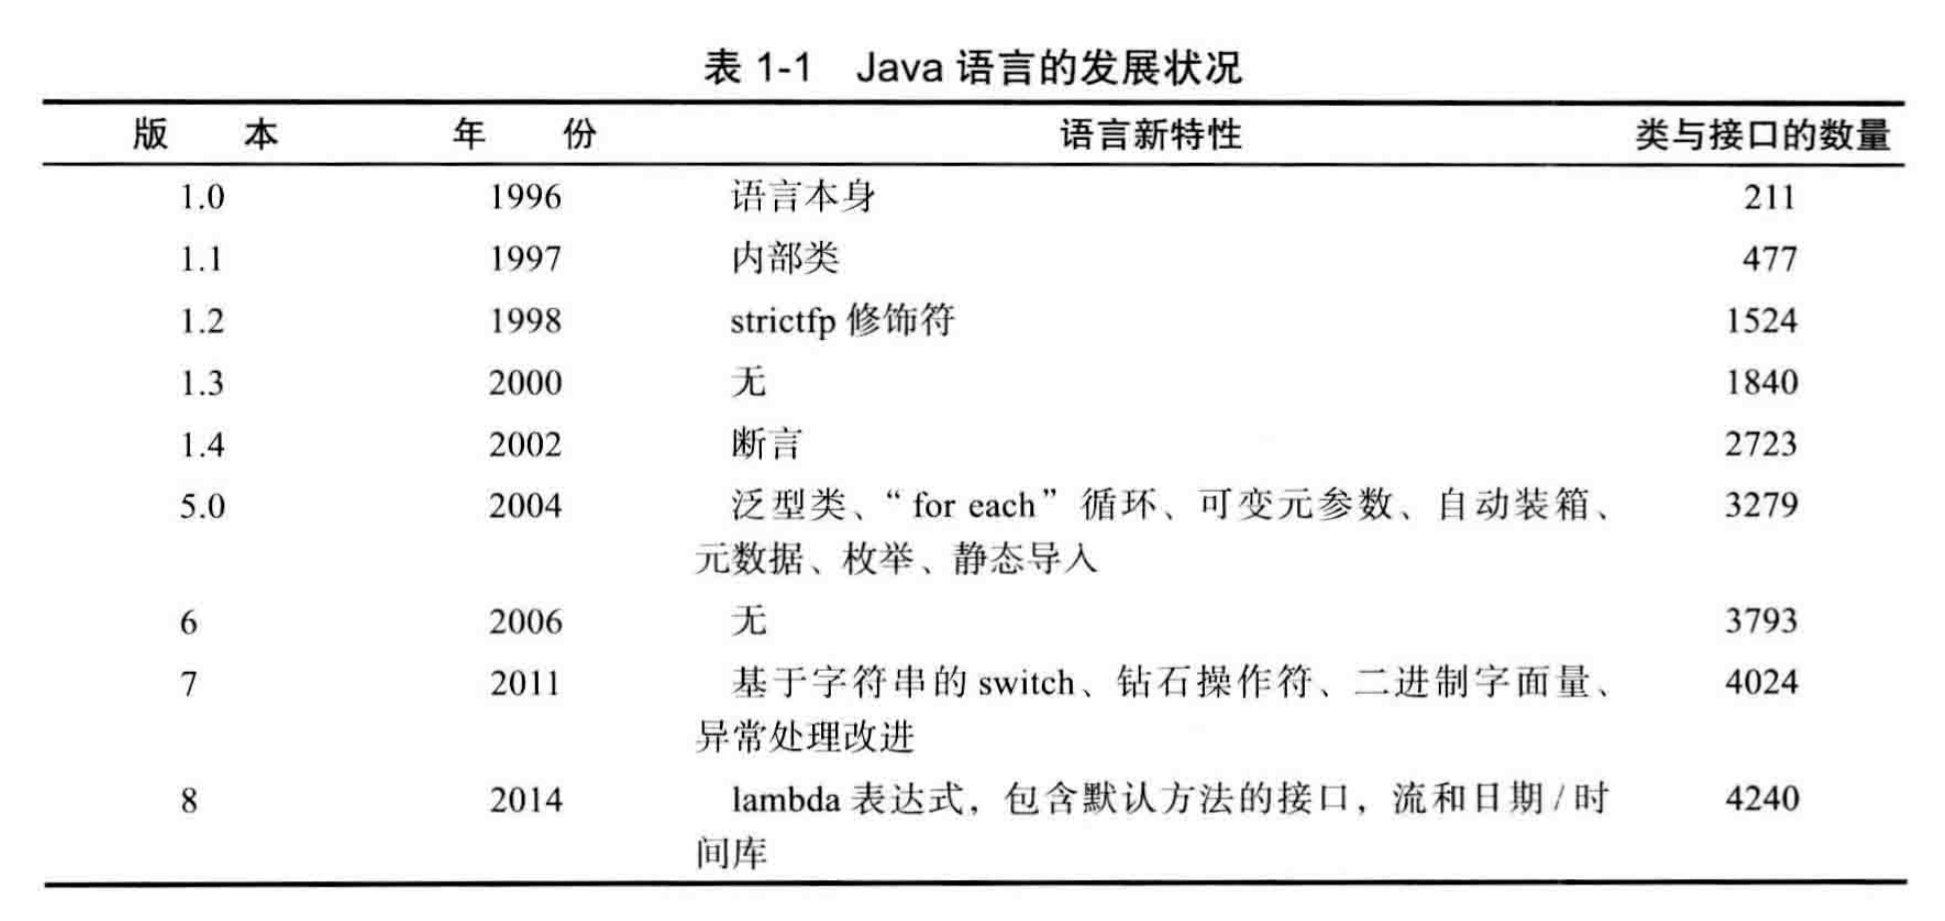 表 1-1 Java 语言的发展状况
版 本 年 份 语言新特性 类与接口的数量
1.0 1996 语言本身 211
1.1 1997 内部类 477
1.2 1998 strictfp 修饰符 1524
1.3 2000 无 1840
1.4 2002 断言 2723
5.0 2004 泛型类、“for each”循环、可变元参数、自动装箱、 3279
元数据、枚举、静态导入
6 2006 无 3793
7 2011 基于字符串的 switch、钻石操作符、二进制字面量、 4024
异常处理改进
8 2014 lambda 表达式，包含默认方法的接口，流和日期/时 4240
间库